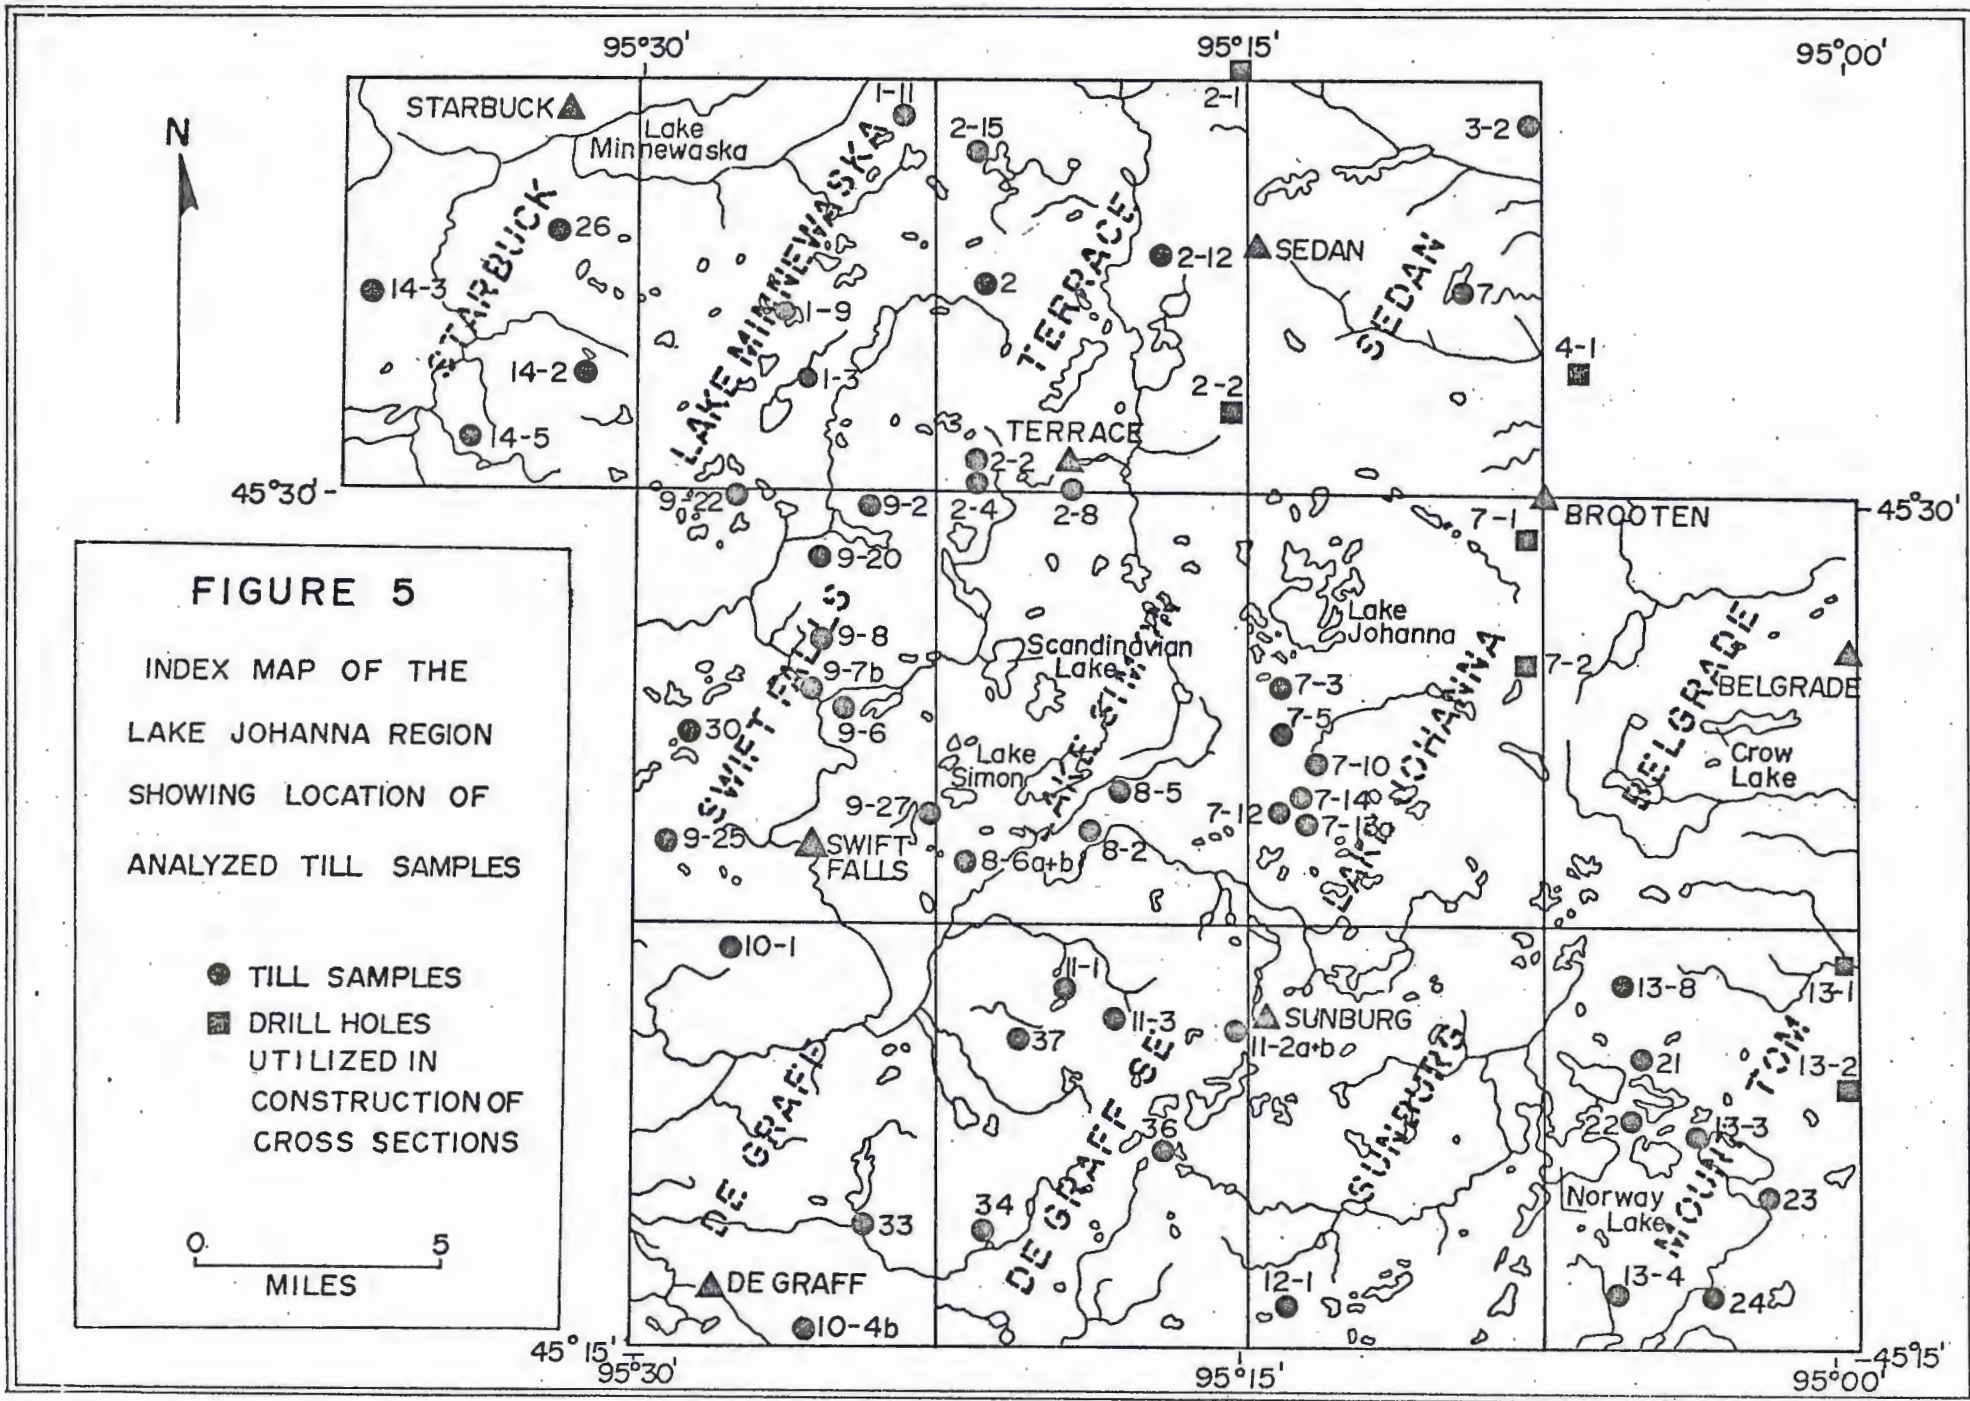 95°30'
95°15'
95°00'
N
STARBUCK
Lake
Minnewaska
1-11
2-15
2-1
3-2
STARBUCK
26
LAKE MINNEWASKA
TERRACE
2-12
SEDAN
SEDAN
14-3
1-9
2
7
14-2
1-3
2-2
4-1
14-5
TERRACE
2-2
45°30'
9-22
9-2
2-4
2-8
7-1
BROOTEN
45°30'
FIGURE 5
INDEX MAP OF THE
LAKE JOHANNA REGION
SHOWING LOCATION OF
ANALYZED TILL SAMPLES
TILL SAMPLES
DRILL HOLES
UTILIZED IN
CONSTRUCTION OF
CROSS SECTIONS
0 5
MILES
9-20
SWIFT FALLS
9-8
9-7b
9-6
30
Scandinavian
Lake
LAKE SIMON
Lake
Johanna
LAKE JOHANNA
7-2
BELGRADE
BELGRADE
7-3
7-5
7-10
Lake
Simon
Crow
Lake
8-5
9-27
7-14
7-12
7-13a
9-25
SWIFT
FALLS
8-6a+b
8-2
10-1
11-1
11-3
37
SUNBURG
11-2a+b
13-8
13-1
21
13-2
DE GRAFF
DE GRAFF SE
SUNBURG
MOUNT TOM
36
22
13-3
33
34
Norway
Lake
23
DE GRAFF
12-1
13-4
24
10-4b
45°15'
95°30'
95°15'
95°00'
45°15'